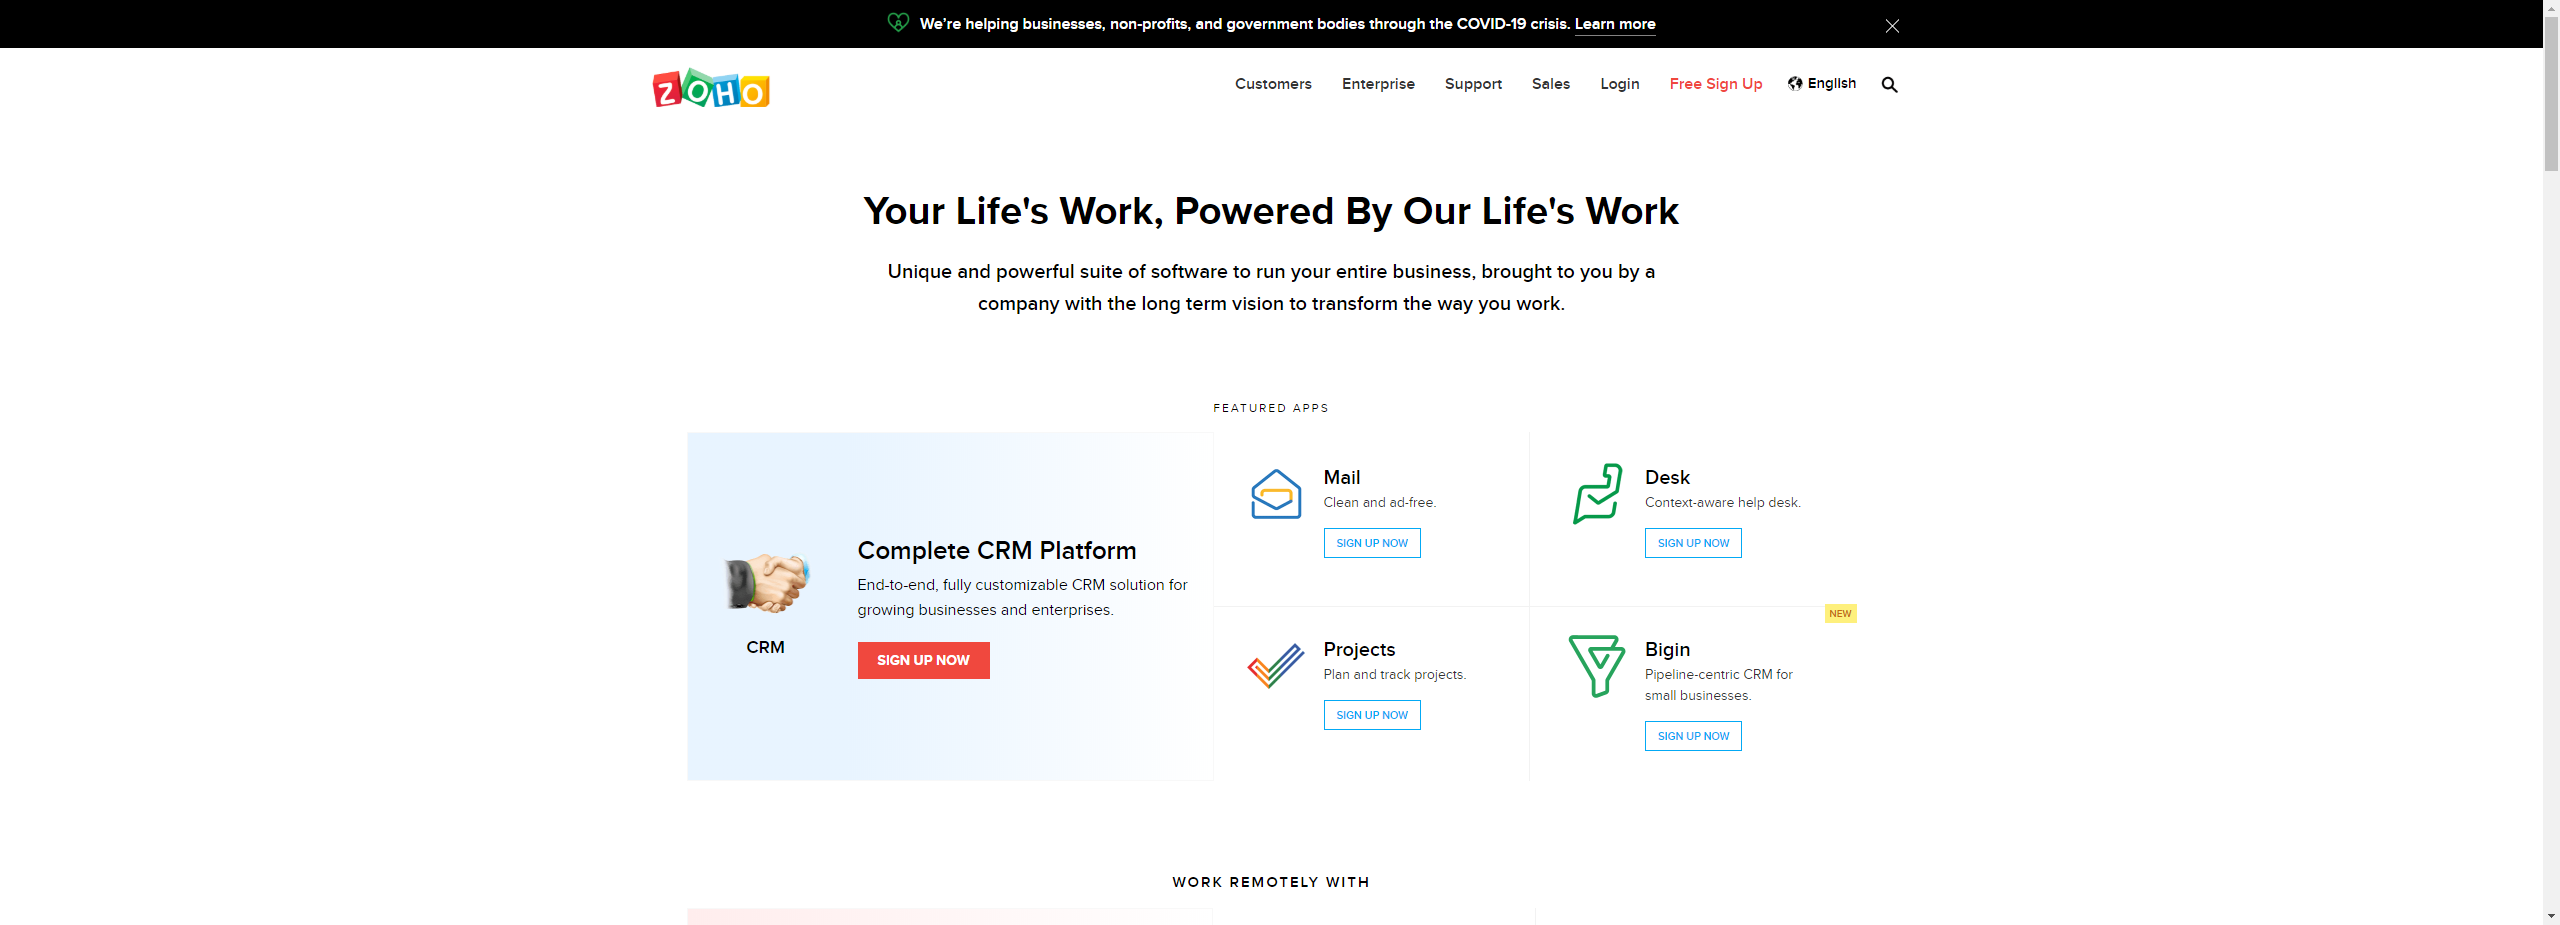 We're helping businesses, non-profits, and government bodies through the COVID-19 crisis. Learn more
ZOHO
Customers
Enterprise
Support
Sales
Login
Free Sign Up
English
Your Life's Work, Powered By Our Life's Work
Unique and powerful suite of software to run your entire business, brought to you by a
company with the long term vision to transform the way you work.
FEATURED APPS
CRM
Complete CRM Platform
End-to-end, fully customizable CRM solution for
growing businesses and enterprises.
SIGN UP NOW
Mail
Clean and ad-free.
SIGN UP NOW
Desk
Context-aware help desk.
SIGN UP NOW
Projects
Plan and track projects.
SIGN UP NOW
NEW
Bigin
Pipeline-centric CRM for
small businesses.
SIGN UP NOW
WORK REMOTELY WITH